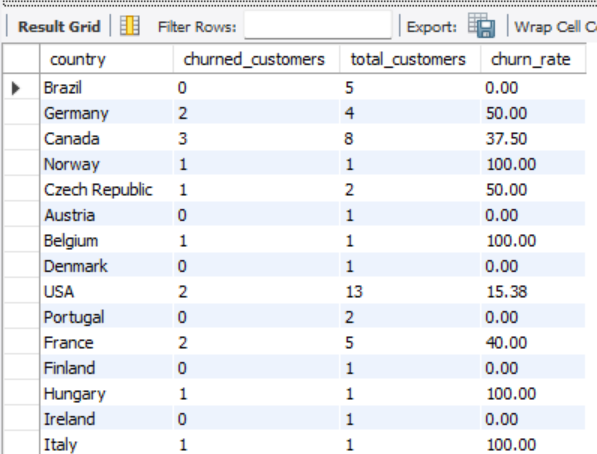 Result Grid Filter Rows: Export: Wrap Cell C
country churned_customers total_customers churn_rate
Brazil 0 5 0.00
Germany 2 4 50.00
Canada 3 8 37.50
Norway 1 1 100.00
Czech Republic 1 2 50.00
Austria 0 1 0.00
Belgium 1 1 100.00
Denmark 0 1 0.00
USA 2 13 15.38
Portugal 0 2 0.00
France 2 5 40.00
Finland 0 1 0.00
Hungary 1 1 100.00
Ireland 0 1 0.00
Italy 1 1 100.00